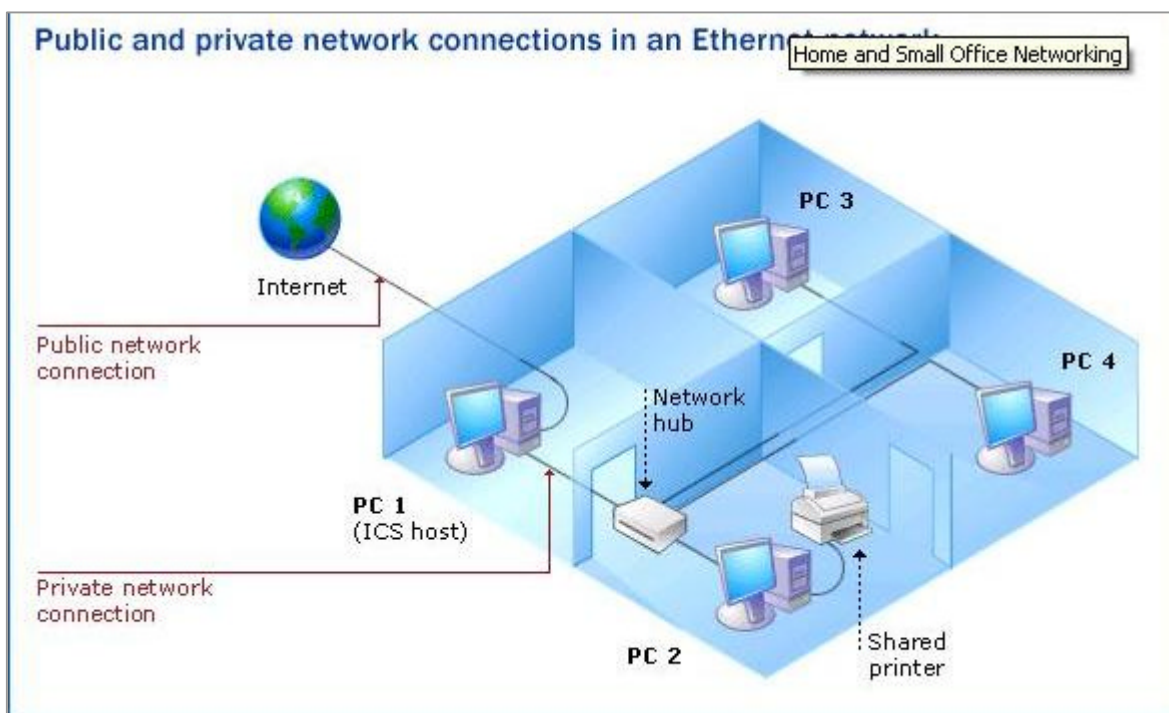 Public and private network connections in an Ethernet
Home and Small Office Networking
PC 3
Internet
Public network
connection
PC 4
Network
hub
PC 1
(ICS host)
Private network
connection
PC 2
Shared
printer